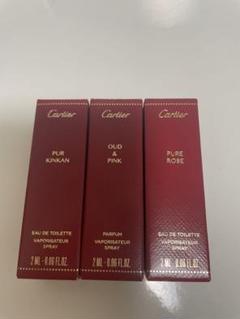 Cartier
PUR
KINKAN
EAU DE TOILETTE
VAPORISATEUR
SPRAY
2 ML - 0.06 FL.OZ.
Cartier
OUD
&
PINK
PARFUM
VAPORISATEUR
SPRAY
2 ML - 0.06 FL.OZ.
Cartier
PURE
ROSE
EAU DE TOILETTE
VAPORISATEUR
SPRAY
2 ML - 0.06 FL.OZ.